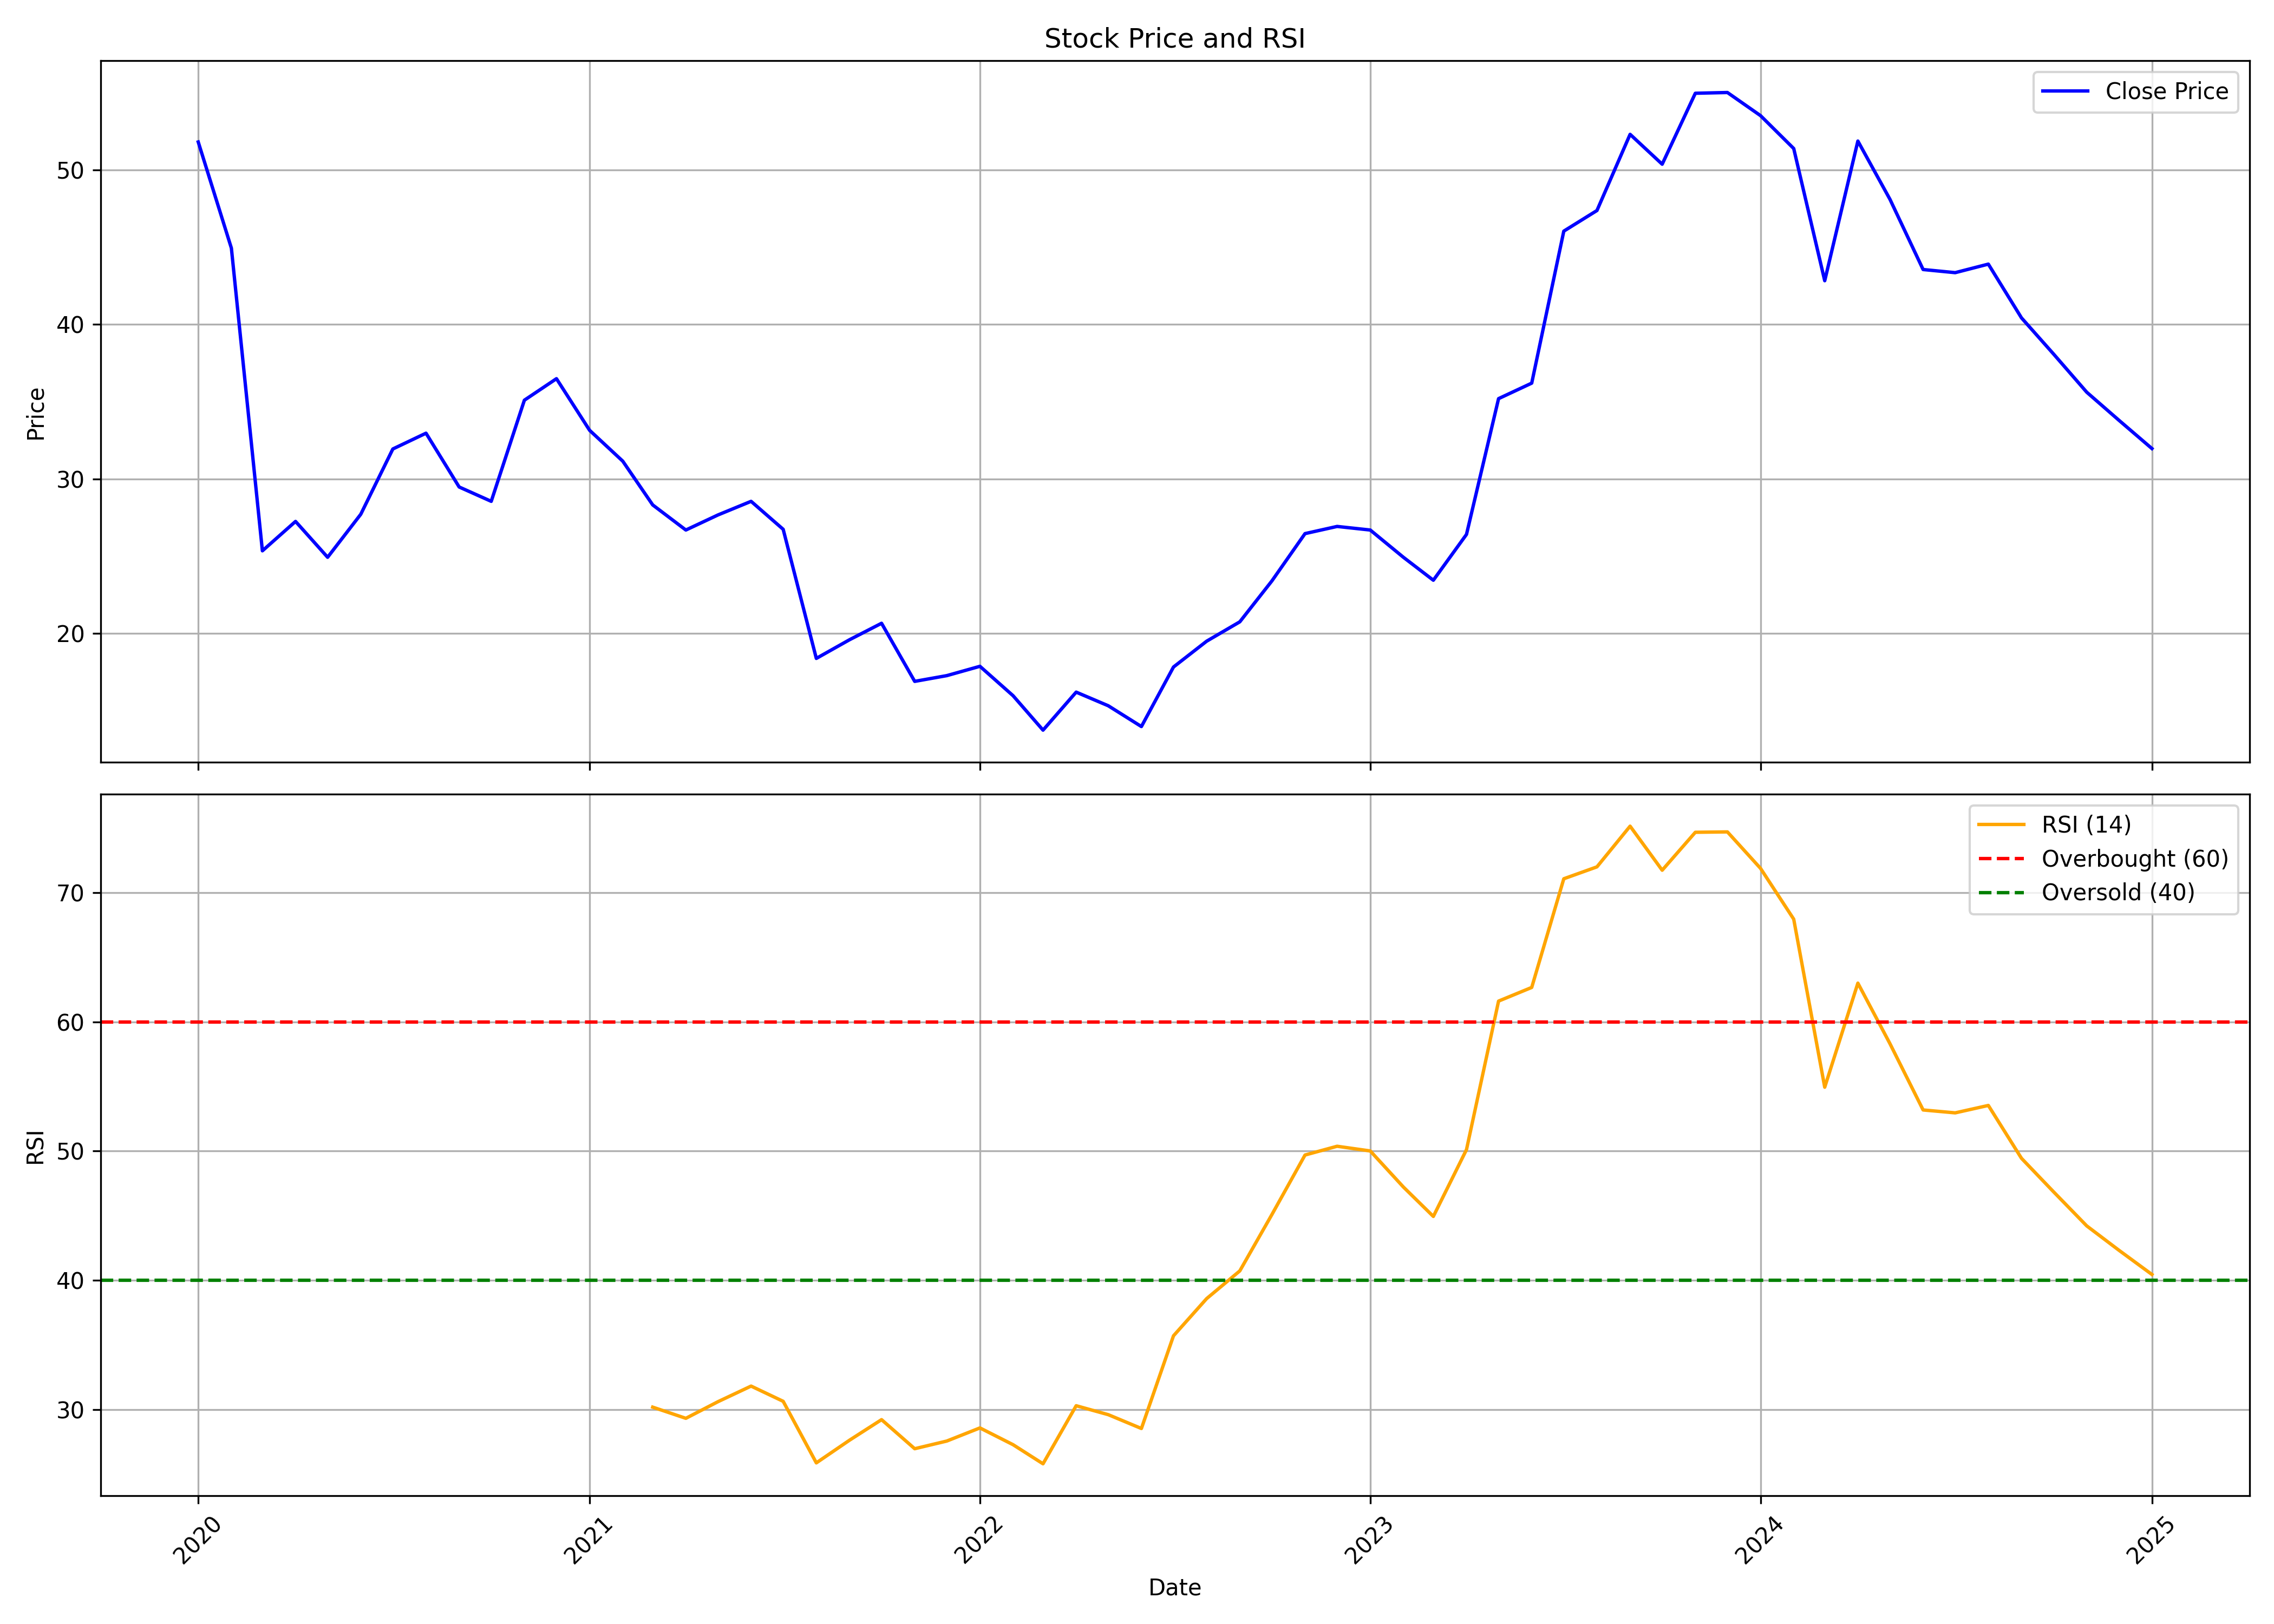 Stock Price and RSI
Close Price
50
40
30
20
Price
RSI (14)
Overbought (60)
Oversold (40)
70
60
50
40
30
RSI
2020
2021
2022
2023
2024
2025
Date